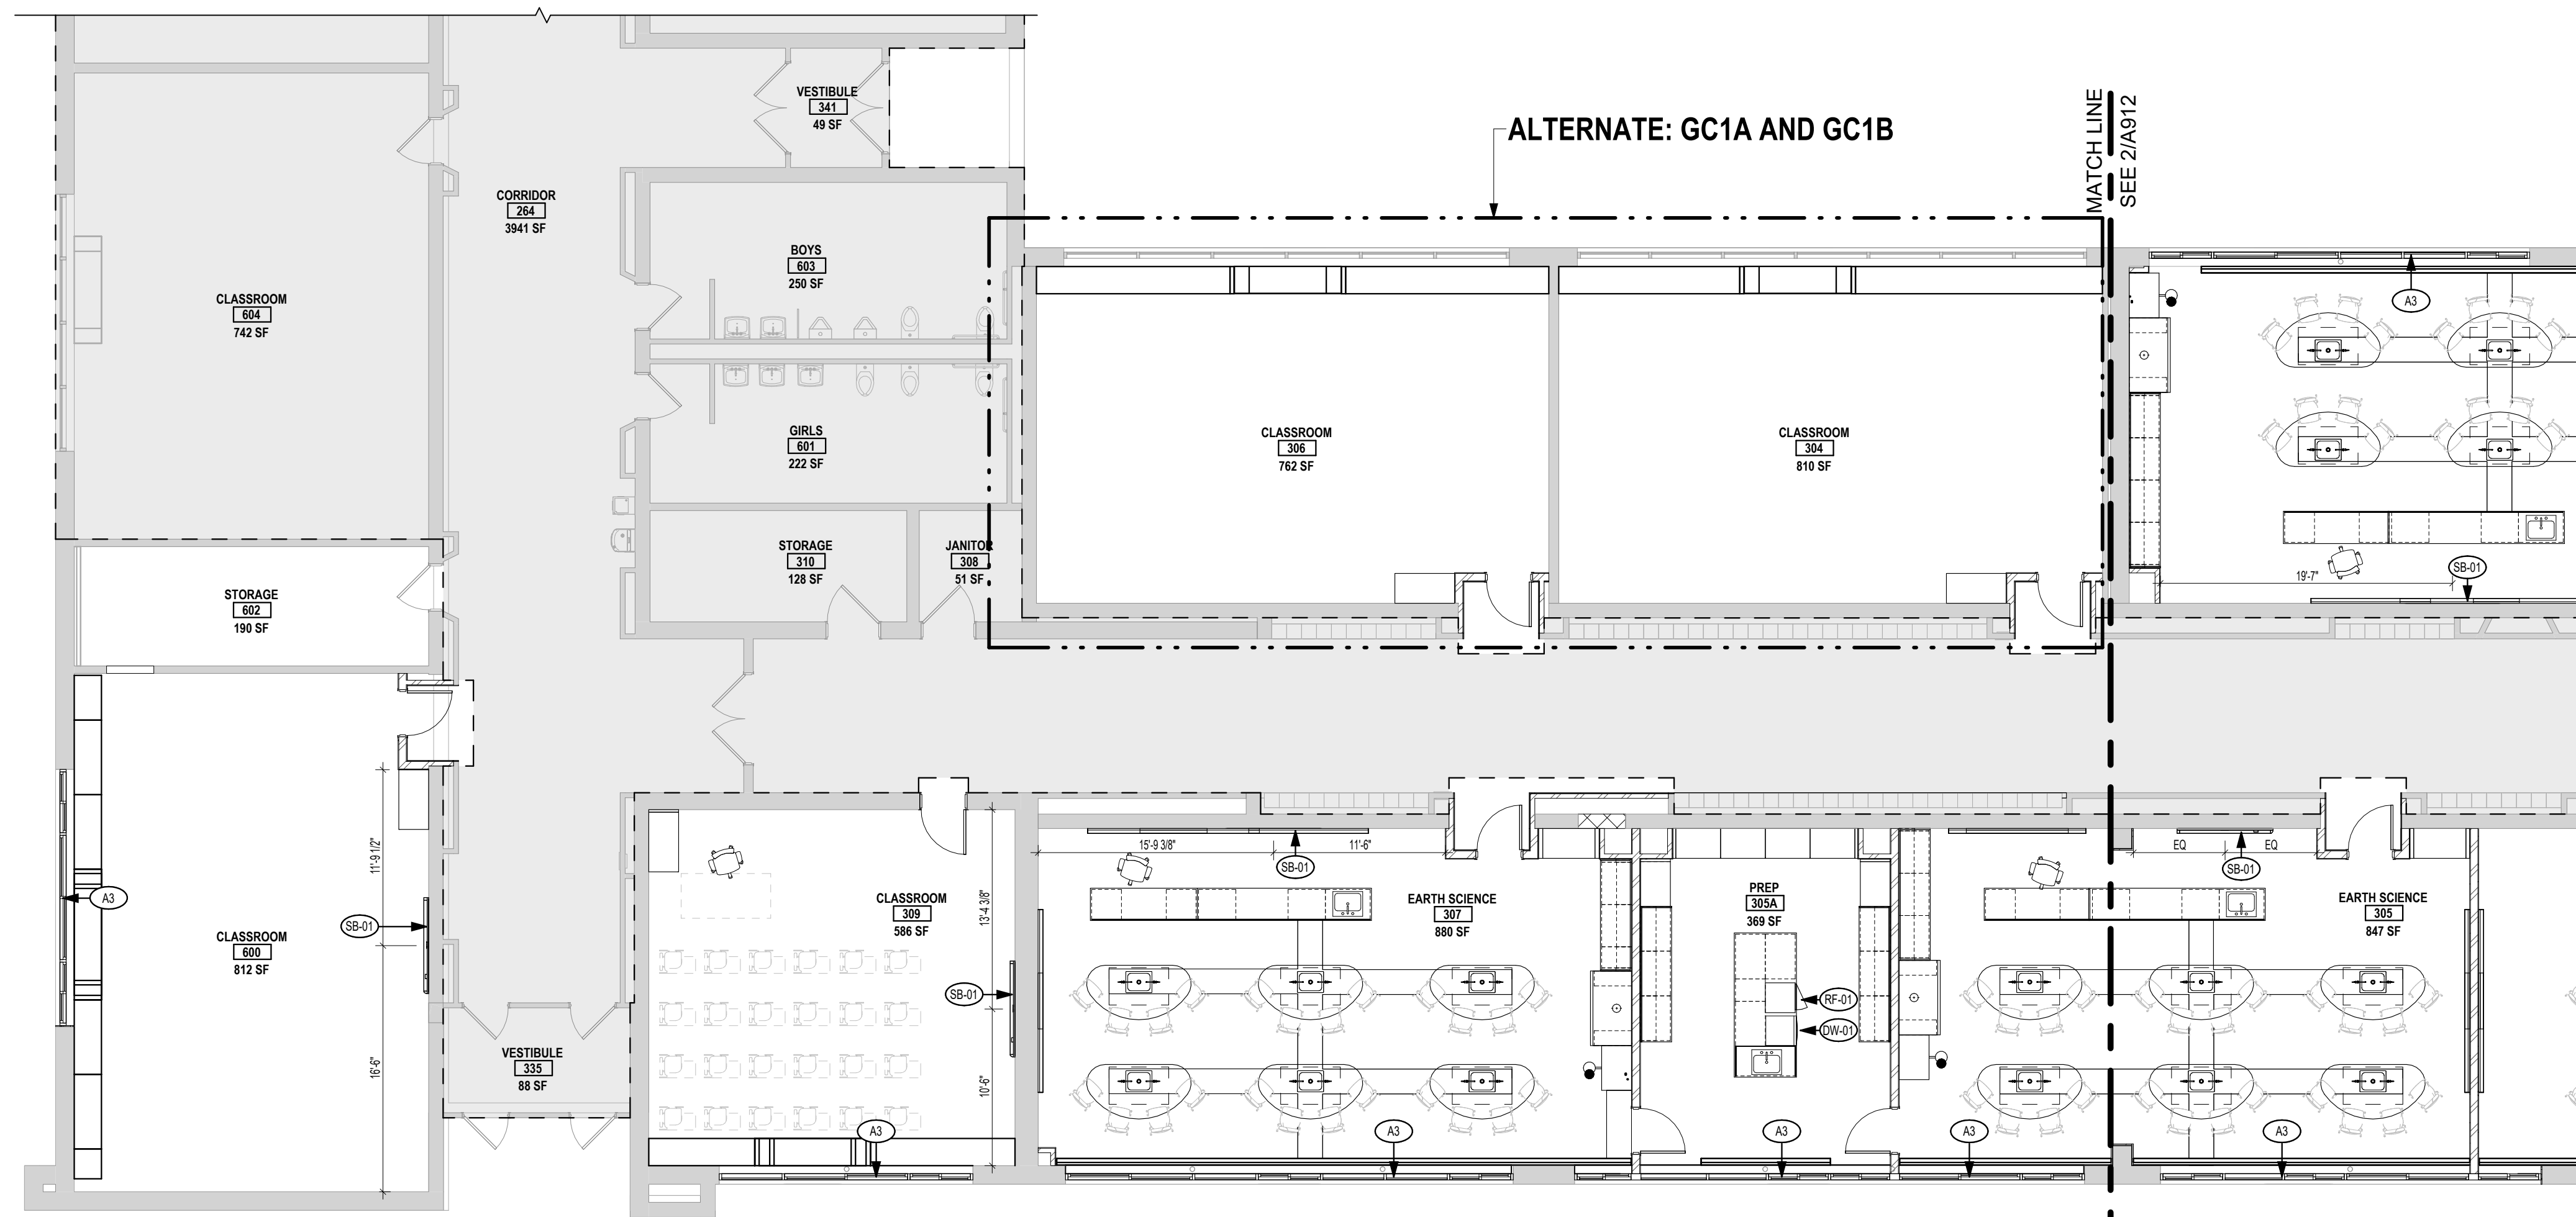 VESTIBULE
341
49 SF
ALTERNATE: GC1A AND GC1B
MATCH LINE
SEE 2/A912
CORRIDOR
264
3941 SF
BOYS
603
250 SF
CLASSROOM
604
742 SF
A3
GIRLS
601
222 SF
CLASSROOM
306
762 SF
CLASSROOM
304
810 SF
STORAGE
310
128 SF
JANITOR
308
51 SF
STORAGE
602
190 SF
19'-7"
SB-01
11'-9 1/2"
A3
SB-01
CLASSROOM
600
812 SF
16'-6"
VESTIBULE
335
88 SF
CLASSROOM
309
586 SF
13'-4 3/8"
SB-01
10'-6"
A3
15'-9 3/8"
11'-6"
SB-01
EARTH SCIENCE
307
880 SF
A3
PREP
305A
369 SF
RF-01
DW-01
A3
EQ
EQ
SB-01
EARTH SCIENCE
305
847 SF
A3
A3